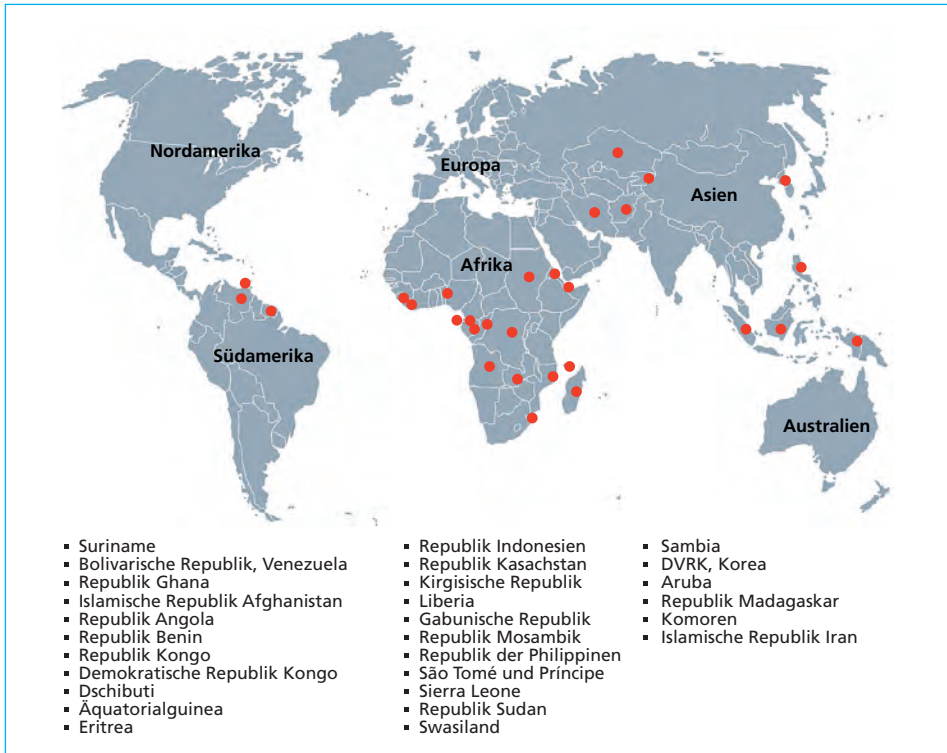 Nordamerika
Europa
Asien
Afrika
Südamerika
Australien
▪ Suriname
▪ Bolivarische Republik, Venezuela
▪ Republik Ghana
▪ Islamische Republik Afghanistan
▪ Republik Angola
▪ Republik Benin
▪ Republik Kongo
▪ Demokratische Republik Kongo
▪ Dschibuti
▪ Äquatorialguinea
▪ Eritrea
▪ Republik Indonesien
▪ Republik Kasachstan
▪ Kirgisische Republik
▪ Liberia
▪ Gabunische Republik
▪ Republik Mosambik
▪ Republik der Philippinen
▪ São Tomé und Príncipe
▪ Sierra Leone
▪ Republik Sudan
▪ Swasiland
▪ Sambia
▪ DVRK, Korea
▪ Aruba
▪ Republik Madagaskar
▪ Komoren
▪ Islamische Republik Iran